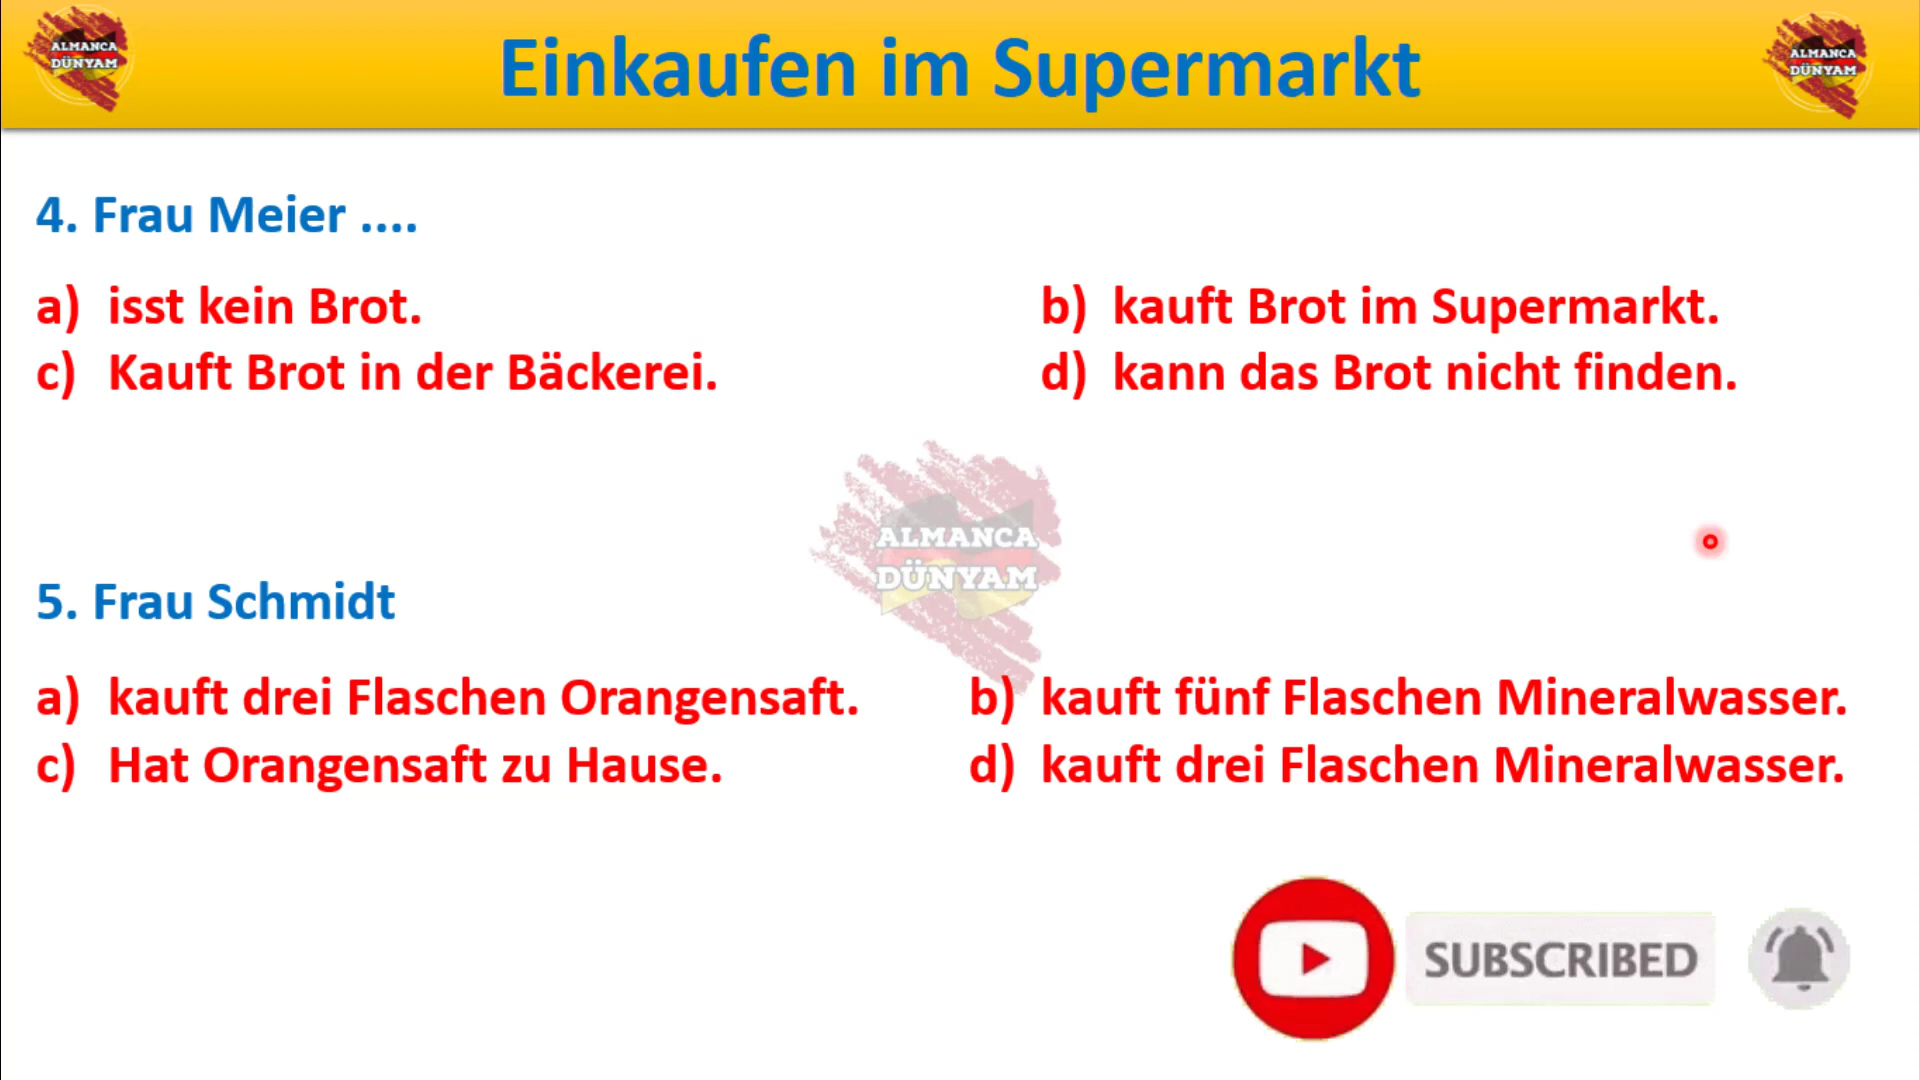 ALMANCA
DÜNYAM
Einkaufen im Supermarkt
ALMANCA
DÜNYAM
4. Frau Meier ....
a) isst kein Brot.
b) kauft Brot im Supermarkt.
c) Kauft Brot in der Bäckerei.
d) kann das Brot nicht finden.
ALMANCA
DÜNYAM
5. Frau Schmidt
a) kauft drei Flaschen Orangensaft.
b) kauft fünf Flaschen Mineralwasser.
c) Hat Orangensaft zu Hause.
d) kauft drei Flaschen Mineralwasser.
SUBSCRIBED